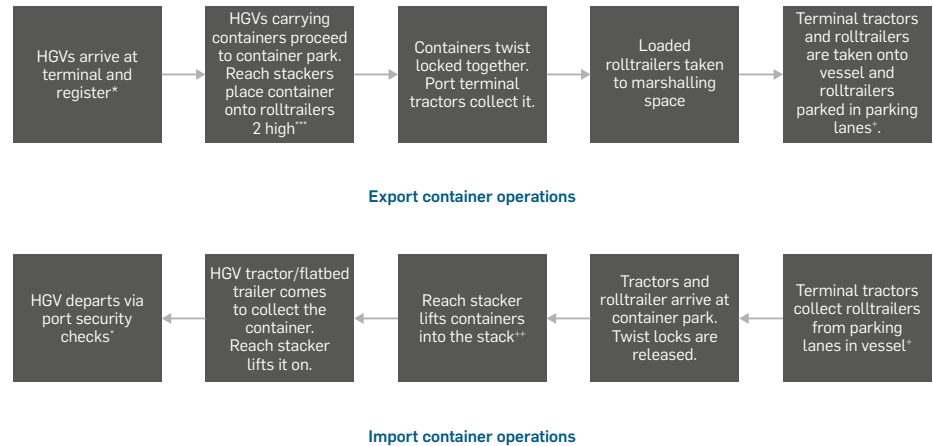 HGVs arrive at
terminal and
register*
HGVs carrying
containers proceed
to container park.
Reach stackers
place container
onto rolltrailers
2 high***
Containers twist
locked together.
Port terminal
tractors collect it.
Loaded
rolltrailers taken
to marshalling
space
Terminal tractors
and rolltrailers
are taken onto
vessel and
rolltrailers
parked in parking
lanes+.
Export container operations
HGV departs via
port security
checks*
HGV tractor/flatbed
trailer comes
to collect the
container.
Reach stacker
lifts it on.
Reach stacker
lifts containers
into the stack++
Tractors and
rolltrailer arrive at
container park.
Twist locks are
released.
Terminal tractors
collect rolltrailers
from parking
lanes in vessel+
Import container operations